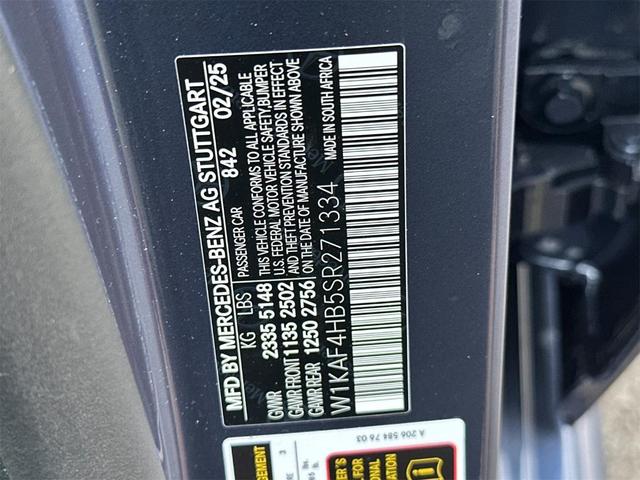 MFD BY MERCEDES-BENZ AG STUTTGART
PASSENGER CAR 842 02/25
KG LBS
GVWR 2335 5148
GAWR FRONT 1135 2502
GAWR REAR 1250 2756
THIS VEHICLE CONFORMS TO ALL APPLICABLE
U.S. FEDERAL MOTOR VEHICLE SAFETY,BUMPER
AND THEFT PREVENTION STANDARDS IN EFFECT
ON THE DATE OF MANUFACTURE SHOWN ABOVE
W1KAF4HB5SR271334 MADE IN SOUTH AFRICA
A 206 584 76 03